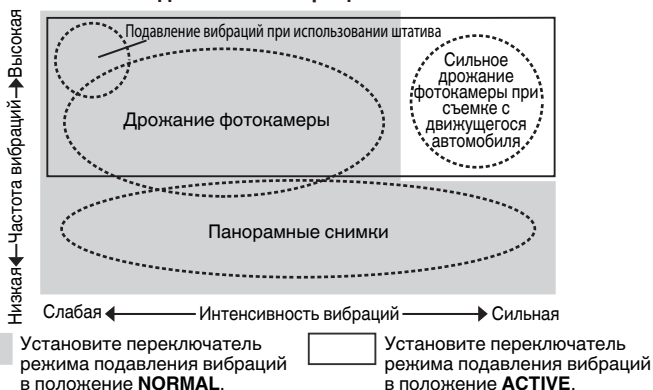 Подавление вибраций при использовании штатива
Сильное
дрожание
фотокамеры при
съемке с
движущегося
автомобиля
Дрожание фотокамеры
Панорамные снимки
Низкая Частота вибраций Высокая
Слабая Интенсивность вибраций Сильная
Установите переключатель
режима подавления вибраций
в положение NORMAL.
Установите переключатель
режима подавления вибраций
в положение ACTIVE.